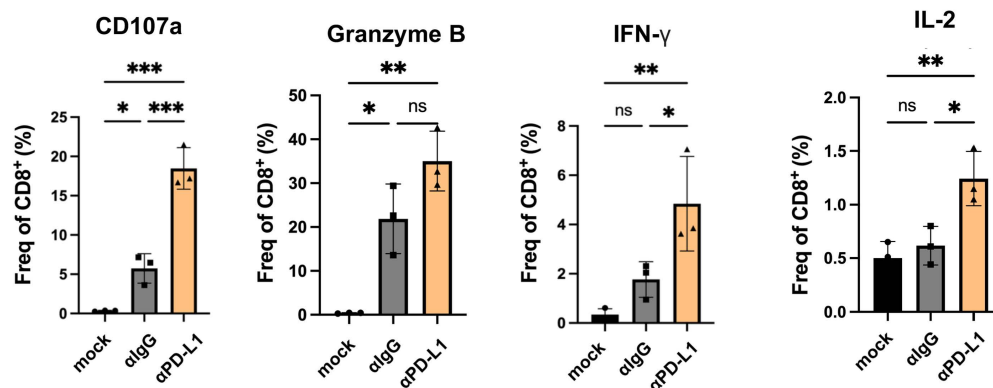 CD107a
***
* ***
Freq of CD8⁺ (%)
25
20
15
10
5
0
mock
αIgG
αPD-L1
Granzyme B
**
* ns
Freq of CD8⁺ (%)
50
40
30
20
10
0
mock
αIgG
αPD-L1
IFN-γ
**
ns *
Freq of CD8⁺ (%)
8
6
4
2
0
mock
αIgG
αPD-L1
IL-2
**
ns *
Freq of CD8⁺ (%)
2.0
1.5
1.0
0.5
0.0
mock
αIgG
αPD-L1